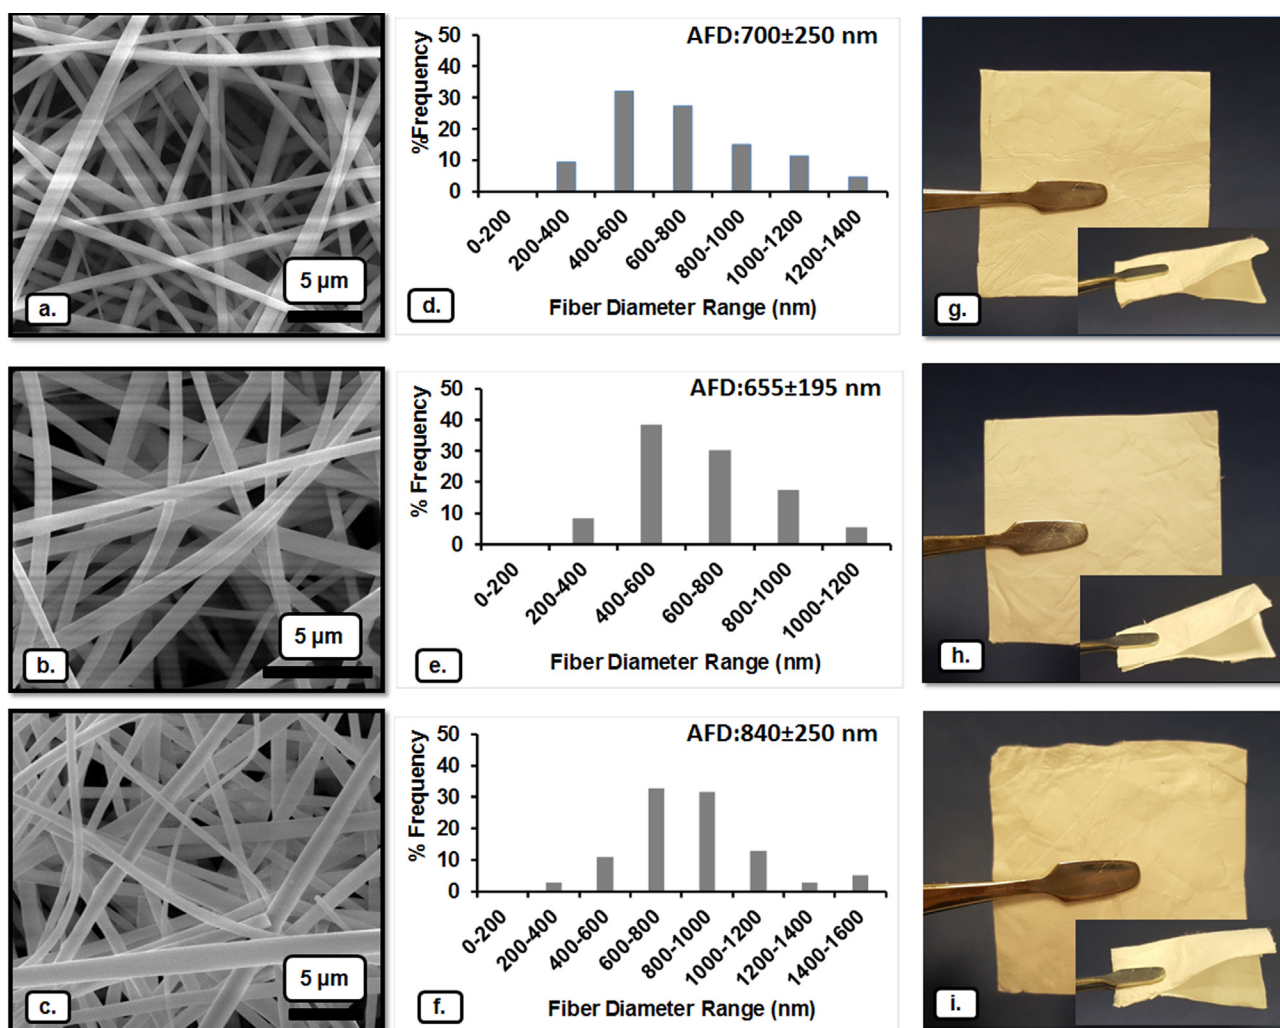 5 µm
a.
AFD:700±250 nm
%Frequency
50
40
30
20
10
0
0-200
200-400
400-600
600-800
800-1000
1000-1200
1200-1400
Fiber Diameter Range (nm)
d.
g.
5 µm
b.
AFD:655±195 nm
% Frequency
50
40
30
20
10
0
0-200
200-400
400-600
600-800
800-1000
1000-1200
Fiber Diameter Range (nm)
e.
h.
5 µm
c.
AFD:840±250 nm
% Frequency
50
40
30
20
10
0
0-200
200-400
400-600
600-800
800-1000
1000-1200
1200-1400
1400-1600
Fiber Diameter Range (nm)
f.
i.